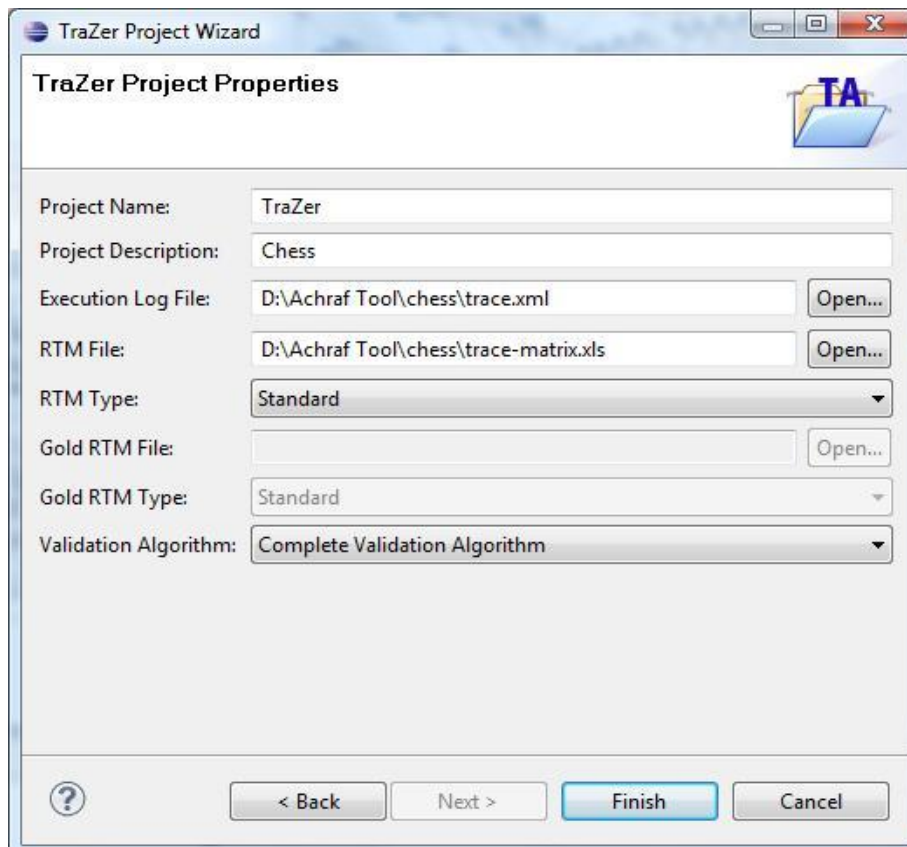 TraZer Project Wizard
TraZer Project Properties
TA
Project Name: TraZer
Project Description: Chess
Execution Log File: D:\Achraf Tool\chess\trace.xml Open...
RTM File: D:\Achraf Tool\chess\trace-matrix.xls Open...
RTM Type: Standard
Gold RTM File: Open...
Gold RTM Type: Standard
Validation Algorithm: Complete Validation Algorithm
? < Back Next > Finish Cancel